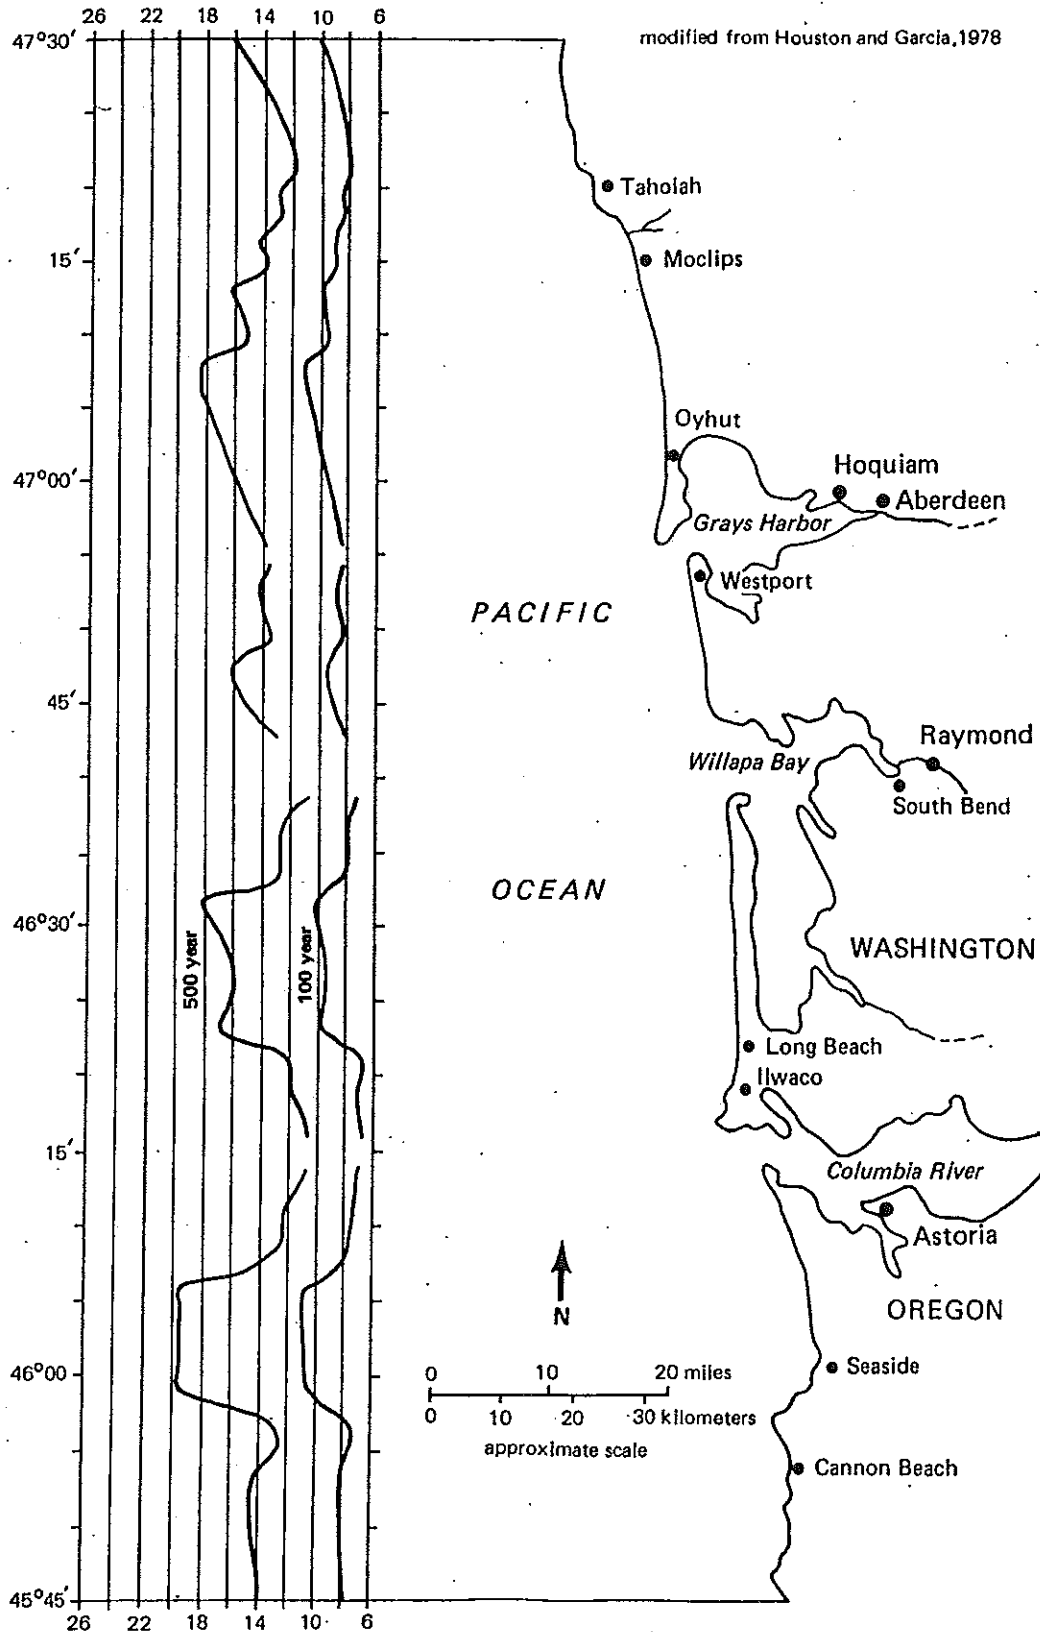 26 22 18 14 10 6
47°30′
modified from Houston and Garcia, 1978
Taholah
15′
Moclips
Oyhut
Hoquiam
47°00′
Aberdeen
Grays Harbor
Westport
PACIFIC
45′
Raymond
Willapa Bay
South Bend
OCEAN
46°30′
WASHINGTON
500 year
100 year
Long Beach
Ilwaco
15′
Columbia River
Astoria
N
OREGON
46°00′
0 10 20 miles
Seaside
0 10 20 30 kilometers
approximate scale
Cannon Beach
45°45′
26 22 18 14 10 6